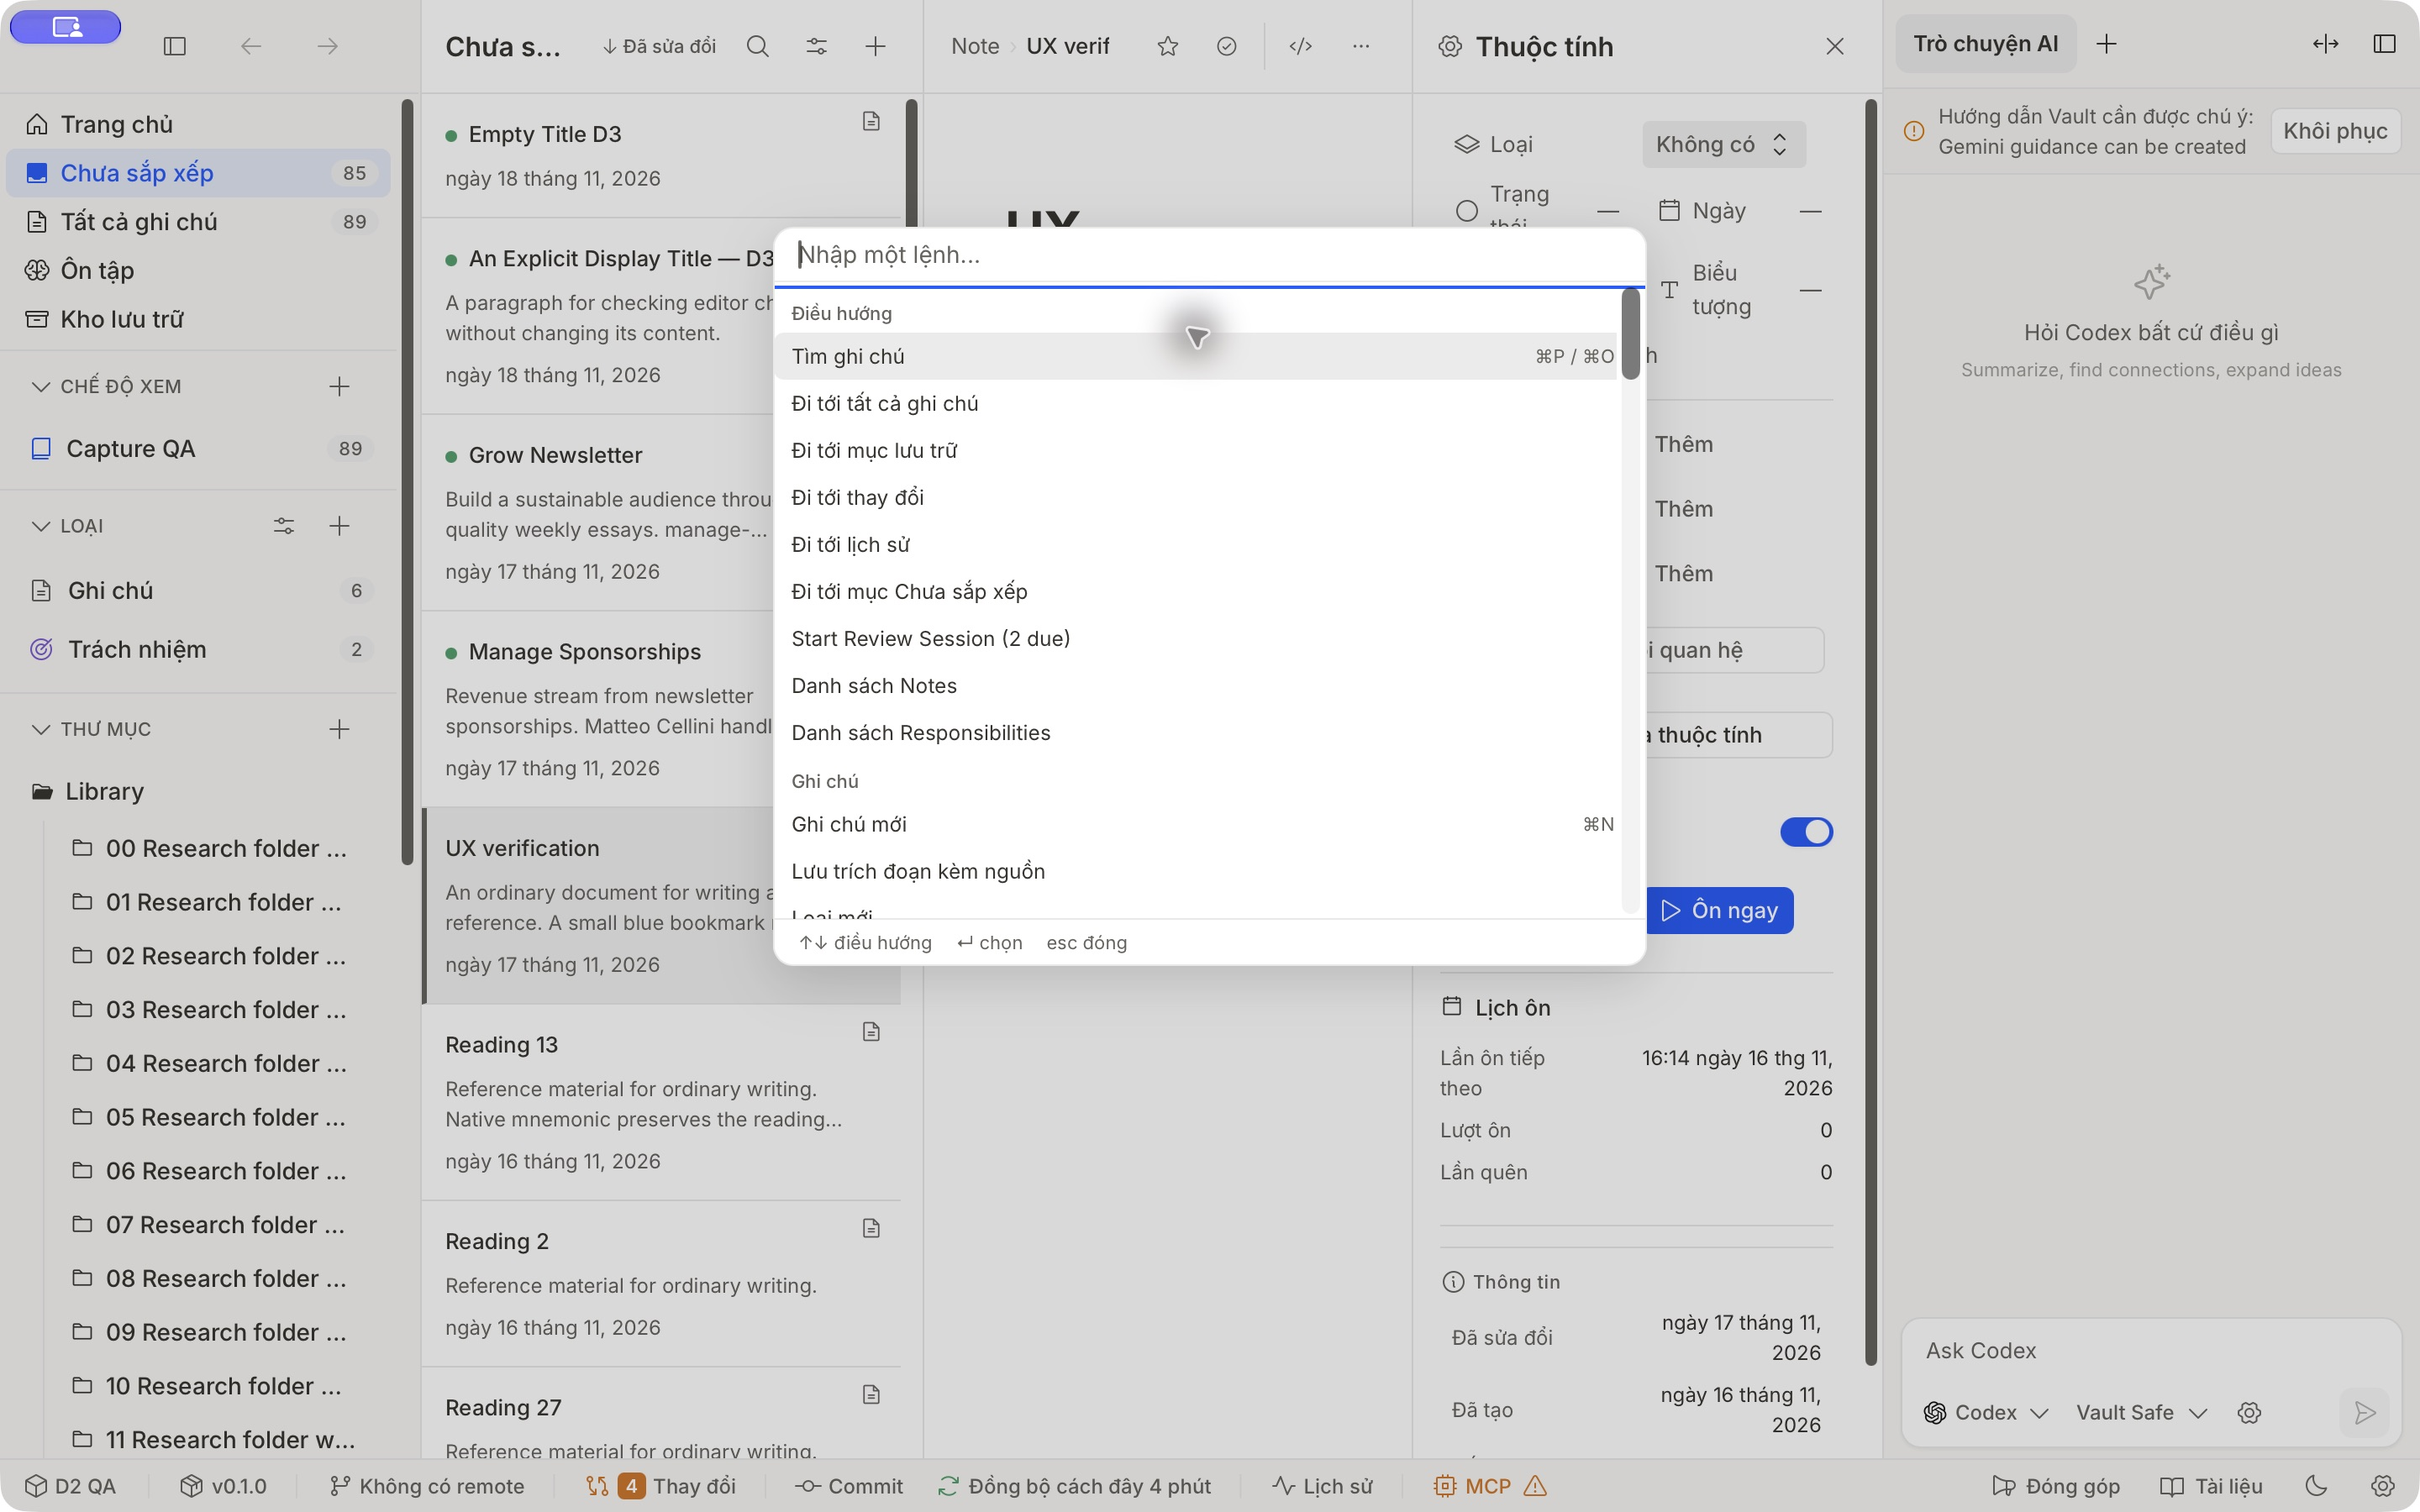 Trang chủ
Chưa sắp xếp 85
Tất cả ghi chú 89
Ôn tập
Kho lưu trữ
CHẾ ĐỘ XEM
Capture QA 89
LOẠI
Ghi chú 6
Trách nhiệm 2
THƯ MỤC
Library
00 Research folder ...
01 Research folder ...
02 Research folder ...
03 Research folder ...
04 Research folder ...
05 Research folder ...
06 Research folder ...
07 Research folder ...
08 Research folder ...
09 Research folder ...
10 Research folder ...
11 Research folder w...
Chưa s... ↓ Đã sửa đổi
Empty Title D3
ngày 18 tháng 11, 2026
An Explicit Display Title — D3
A paragraph for checking editor
without changing its content.
ngày 18 tháng 11, 2026
Grow Newsletter
Build a sustainable audience
quality weekly essays. manage-...
ngày 17 tháng 11, 2026
Manage Sponsorships
Revenue stream from newsletter
sponsorships. Matteo Cellini
ngày 17 tháng 11, 2026
UX verification
An ordinary document for writing
reference. A small blue bookmark
ngày 17 tháng 11, 2026
Reading 13
Reference material for ordinary writing.
Native mnemonic preserves the reading...
ngày 16 tháng 11, 2026
Reading 2
Reference material for ordinary writing.
ngày 16 tháng 11, 2026
Reading 27
Reference material for ordinary writing.
Note › UX verif
UX
Nhập một lệnh...
Điều hướng
Tìm ghi chú ⌘P / ⌘O
Đi tới tất cả ghi chú
Đi tới mục lưu trữ
Đi tới thay đổi
Đi tới lịch sử
Đi tới mục Chưa sắp xếp
Start Review Session (2 due)
Danh sách Notes
Danh sách Responsibilities
Ghi chú
Ghi chú mới ⌘N
Lưu trích đoạn kèm nguồn
Loại mới
↑↓ điều hướng ↵ chọn esc đóng
Thuộc tính
Loại Không có
Trạng thái — Ngày —
Biểu tượng —
Thêm
Thêm
Thêm
quan hệ
thuộc tính
Ôn ngay
Lịch ôn
Lần ôn tiếp theo 16:14 ngày 16 thg 11, 2026
Lượt ôn 0
Lần quên 0
Thông tin
Đã sửa đổi ngày 17 tháng 11, 2026
Đã tạo ngày 16 tháng 11, 2026
Trò chuyện AI
Hướng dẫn Vault cần được chú ý:
Gemini guidance can be created
Khôi phục
Hỏi Codex bất cứ điều gì
Summarize, find connections, expand ideas
Ask Codex
Codex Vault Safe
D2 QA v0.1.0 Không có remote 4 Thay đổi Commit Đồng bộ cách đây 4 phút Lịch sử MCP Đóng góp Tài liệu